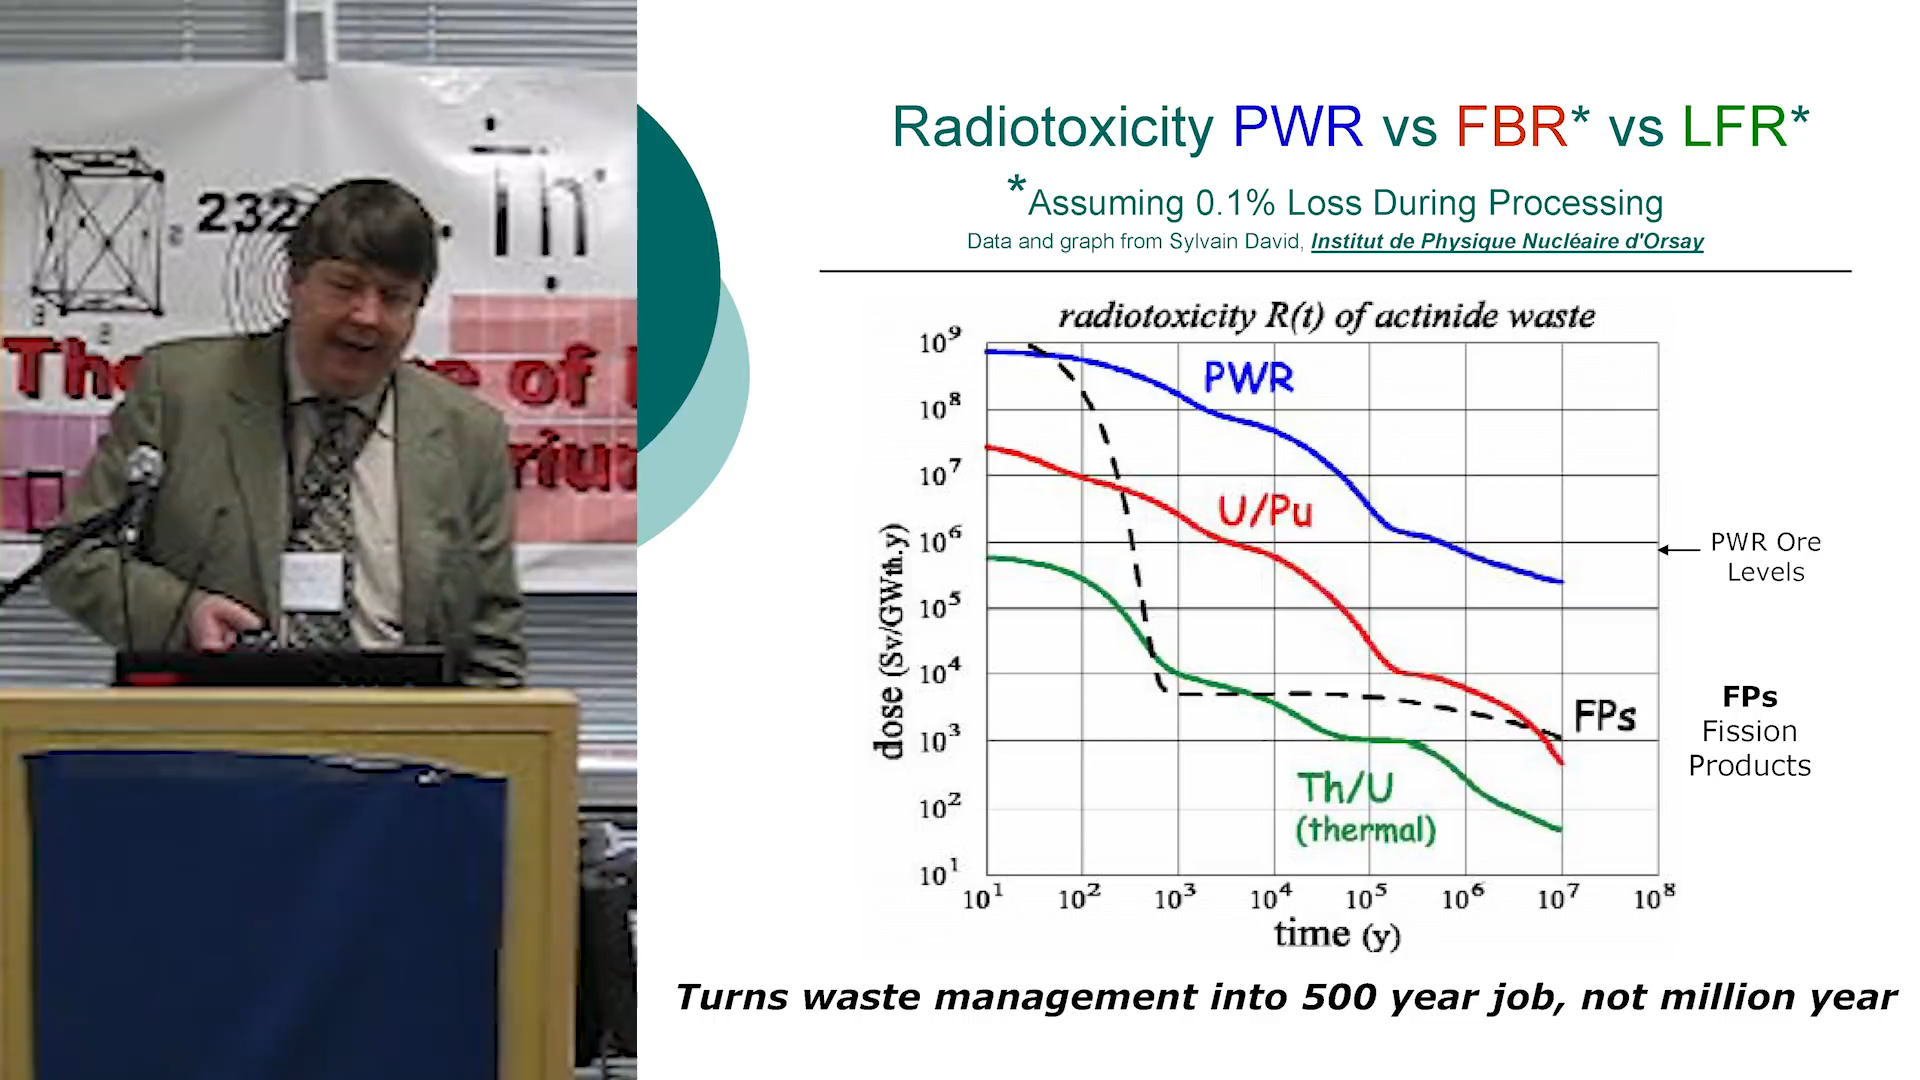 232
Th
The
of
rium
Radiotoxicity PWR vs FBR* vs LFR*
*Assuming 0.1% Loss During Processing
Data and graph from Sylvain David, Institut de Physique Nucléaire d'Orsay
radiotoxicity R(t) of actinide waste
10⁹
10⁸
10⁷
10⁶
10⁵
10⁴
10³
10²
10¹
dose (Sv/GWth.y)
PWR
U/Pu
Th/U
(thermal)
FPs
PWR Ore
Levels
FPs
Fission
Products
10¹ 10² 10³ 10⁴ 10⁵ 10⁶ 10⁷ 10⁸
time (y)
Turns waste management into 500 year job, not million year